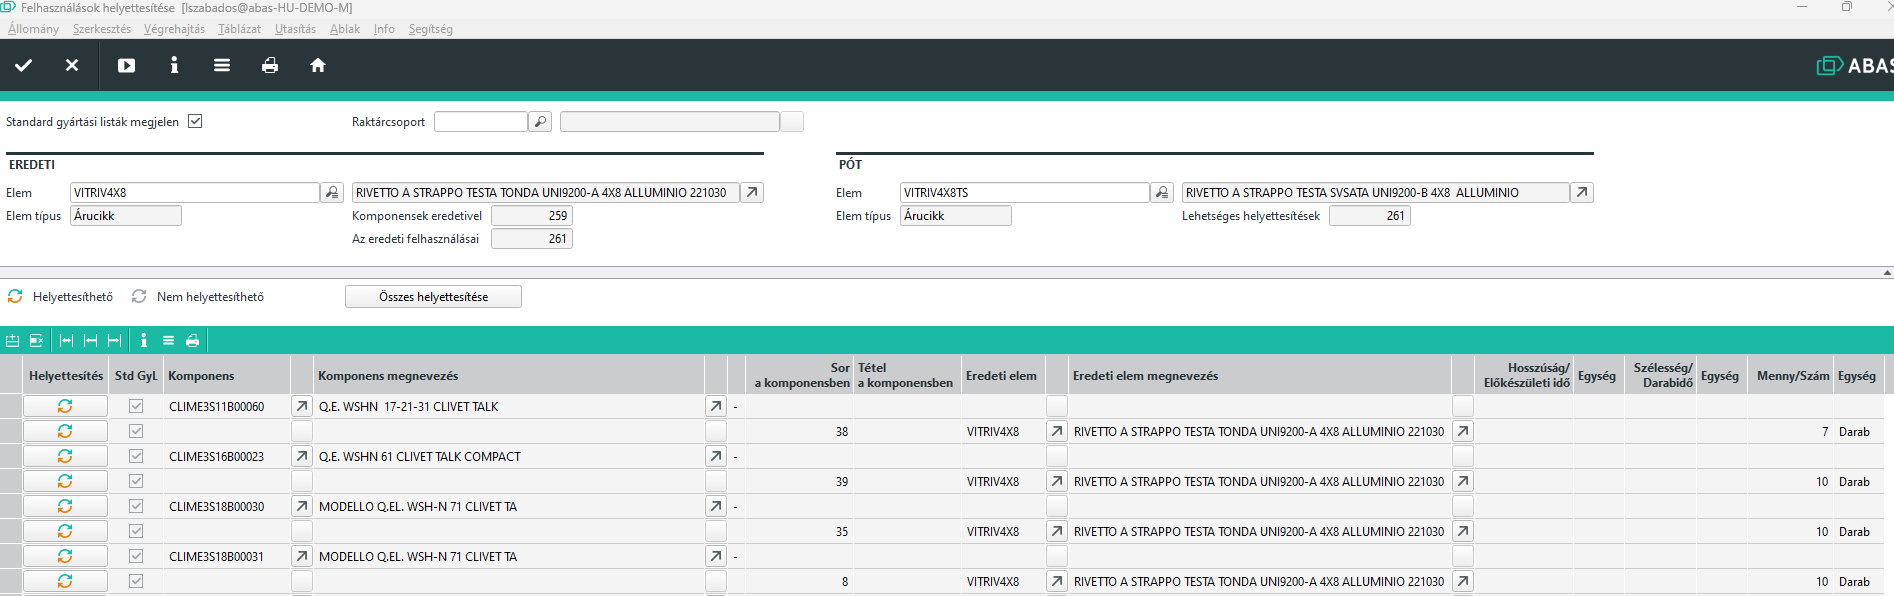 Felhasználások helyettesítése [lszabados@abas-HU-DEMO-M]
Állomány Szerkesztés Végrehajtás Táblázat Utasítás Ablak Info Segítség
ABAS
Standard gyártási listák megjelen Raktárcsoport
EREDETI PÓT
Elem VITRIV4X8 RIVETTO A STRAPPO TESTA TONDA UNI9200-A 4X8 ALLUMINIO 221030 Elem VITRIV4X8TS RIVETTO A STRAPPO TESTA SVSATA UNI9200-B 4X8 ALLUMINIO
Elem típus Árucikk Komponensek eredetivel 259 Elem típus Árucikk Lehetséges helyettesítések 261
Az eredeti felhasználásai 261
Helyettesíthető Nem helyettesíthető Összes helyettesítése
Helyettesítés Std GyL Komponens Komponens megnevezés Sor a komponensben Tétel a komponensben Eredeti elem Eredeti elem megnevezés Hosszúság/ Előkészületi idő Egység Szélesség/ Darabidő Egység Menny/Szám Egység
CLIME3S11B00060 Q.E. WSHN 17-21-31 CLIVET TALK -
38 VITRIV4X8 RIVETTO A STRAPPO TESTA TONDA UNI9200-A 4X8 ALLUMINIO 221030 7 Darab
CLIME3S16B00023 Q.E. WSHN 61 CLIVET TALK COMPACT -
39 VITRIV4X8 RIVETTO A STRAPPO TESTA TONDA UNI9200-A 4X8 ALLUMINIO 221030 10 Darab
CLIME3S18B00030 MODELLO Q.EL. WSH-N 71 CLIVET TA -
35 VITRIV4X8 RIVETTO A STRAPPO TESTA TONDA UNI9200-A 4X8 ALLUMINIO 221030 10 Darab
CLIME3S18B00031 MODELLO Q.EL. WSH-N 71 CLIVET TA -
8 VITRIV4X8 RIVETTO A STRAPPO TESTA TONDA UNI9200-A 4X8 ALLUMINIO 221030 10 Darab